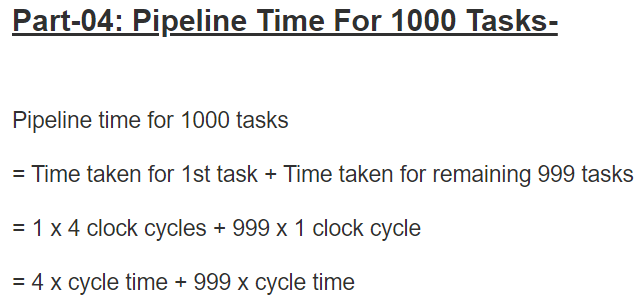 Part-04: Pipeline Time For 1000 Tasks-
Pipeline time for 1000 tasks
= Time taken for 1st task + Time taken for remaining 999 tasks
= 1 x 4 clock cycles + 999 x 1 clock cycle
= 4 x cycle time + 999 x cycle time